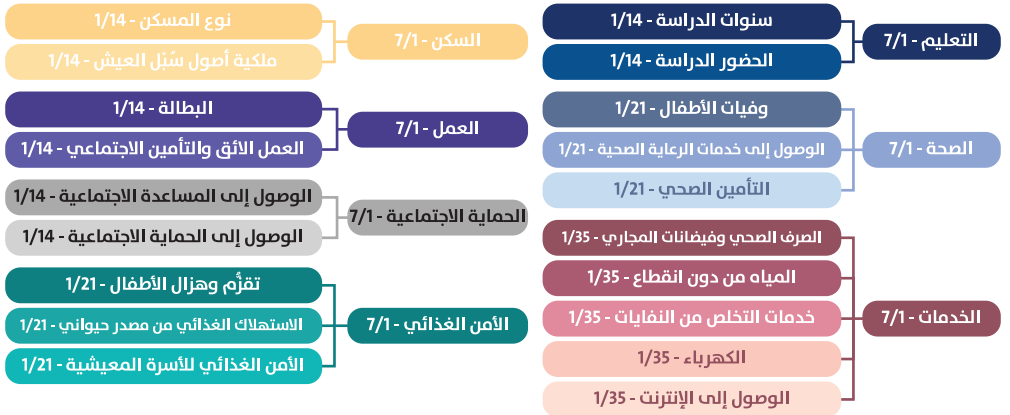 التعليم - 7/1
سنوات الدراسة - 1/14
الحضور الدراسة - 1/14
الصحة - 7/1
وفيات الأطفال - 1/21
الوصول إلى خدمات الرعاية الصحية - 1/21
التأمين الصحي - 1/21
الخدمات - 7/1
الصرف الصحي وفيضانات المجاري - 1/35
المياه من دون انقطاع - 1/35
خدمات التخلص من النفايات - 1/35
الكهرباء - 1/35
الوصول إلى الإنترنت - 1/35
السكن - 7/1
نوع المسكن - 1/14
ملكية أصول سُبُل العيش - 1/14
العمل - 7/1
البطالة - 1/14
العمل الائق والتأمين الاجتماعي - 1/14
الحماية الاجتماعية - 7/1
الوصول إلى المساعدة الاجتماعية - 1/14
الوصول إلى الحماية الاجتماعية - 1/14
الأمن الغذائي - 7/1
تقزُّم وهزال الأطفال - 1/21
الاستهلاك الغذائي من مصدر حيواني - 1/21
الأمن الغذائي للأسرة المعيشية - 1/21